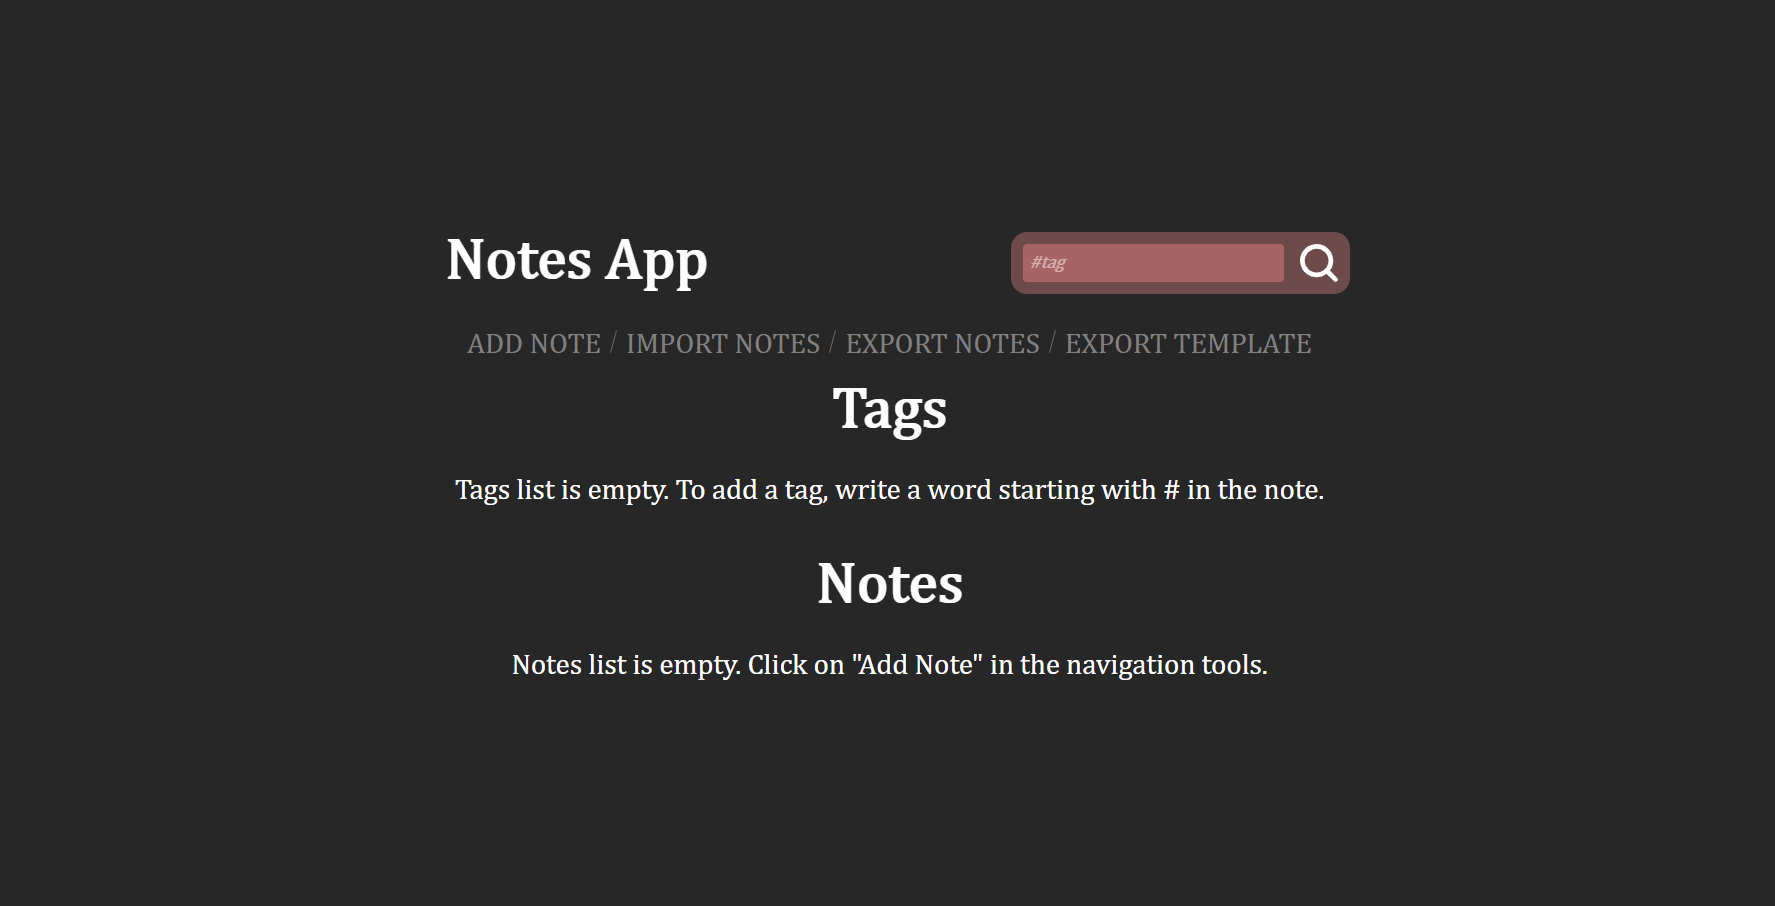 Notes App
#tag
ADD NOTE / IMPORT NOTES / EXPORT NOTES / EXPORT TEMPLATE
Tags
Tags list is empty. To add a tag, write a word starting with # in the note.
Notes
Notes list is empty. Click on "Add Note" in the navigation tools.